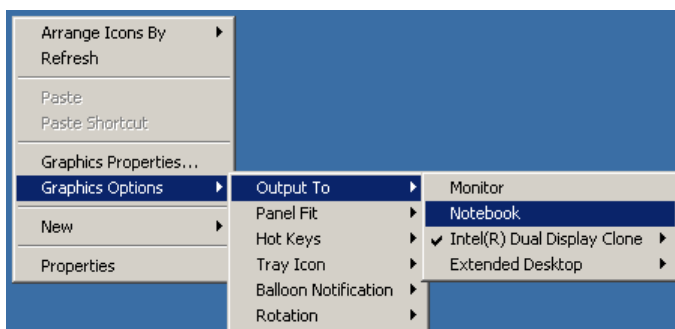 Arrange Icons By
Refresh
Paste
Paste Shortcut
Graphics Properties...
Graphics Options
New
Properties
Output To
Panel Fit
Hot Keys
Tray Icon
Balloon Notification
Rotation
Monitor
Notebook
Intel(R) Dual Display Clone
Extended Desktop